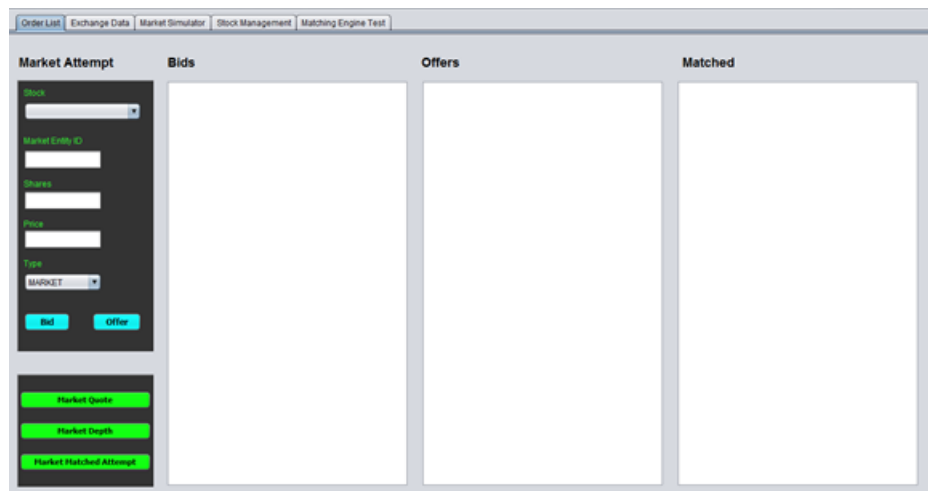 Order List Exchange Data Market Simulator Stock Management Matching Engine Test
Market Attempt Bids Offers Matched
Stock
Market Entity ID
Shares
Price
Type
MARKET
Bid Offer
Market Quote
Market Depth
Market Matched Attempt